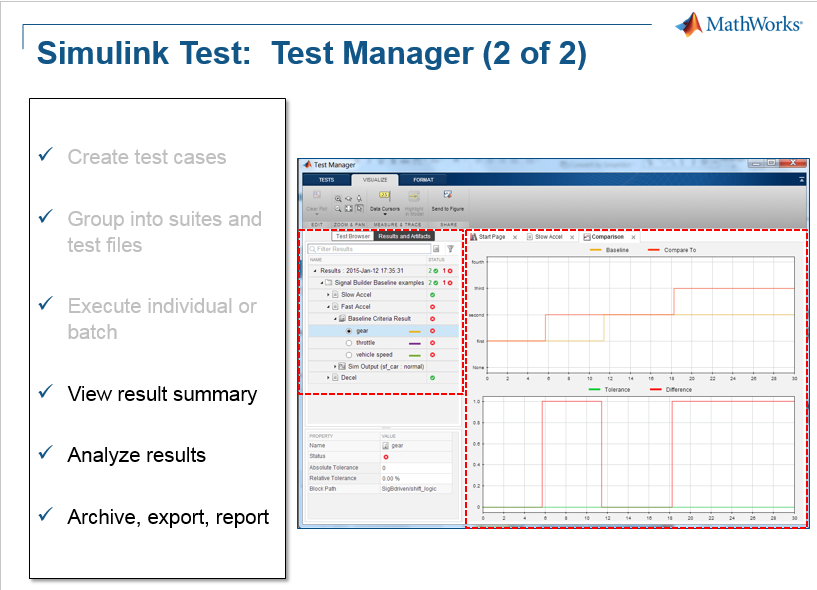 MathWorks®
Simulink Test: Test Manager (2 of 2)
Create test cases
Group into suites and
test files
Execute individual or
batch
View result summary
Analyze results
Archive, export, report
Test Manager
TESTS VISUALIZE FORMAT
Clear Plot Data Cursors Send to Figure
EDIT ZOOM & PAN MEASURE & TRACE SHARE
Test Browser Results and Artifacts
Filter Results
NAME STATUS
Results : 2015-Jan-12 17:35:31 2 1
Signal Builder Baseline examples 2 1
Slow Accel
Fast Accel
Baseline Criteria Result
gear
throttle
vehicle speed
Sim Output (sf_car : normal)
Decel
PROPERTY VALUE
Name gear
Status
Absolute Tolerance 0
Relative Tolerance 0.00 %
Block Path SigBdriven/shift_logic
Start Page Slow Accel Comparison
Baseline Compare To
fourth
third
second
first
None
0 2 4 6 8 10 12 14 16 18 20 22 24 26 28 30
Tolerance Difference
1.0
0.8
0.6
0.4
0.2
0
0 2 4 6 8 10 12 14 16 18 20 22 24 26 28 30